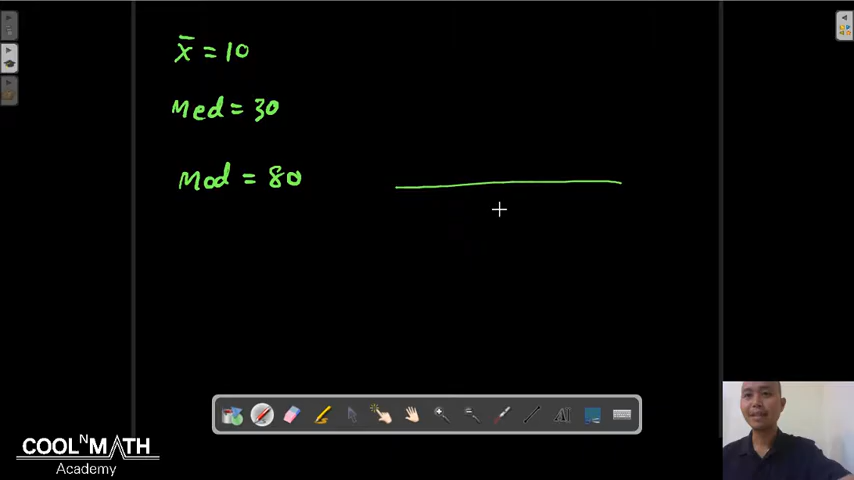 x̄ = 10
Med = 30
Mod = 80
COOL N MATH
Academy